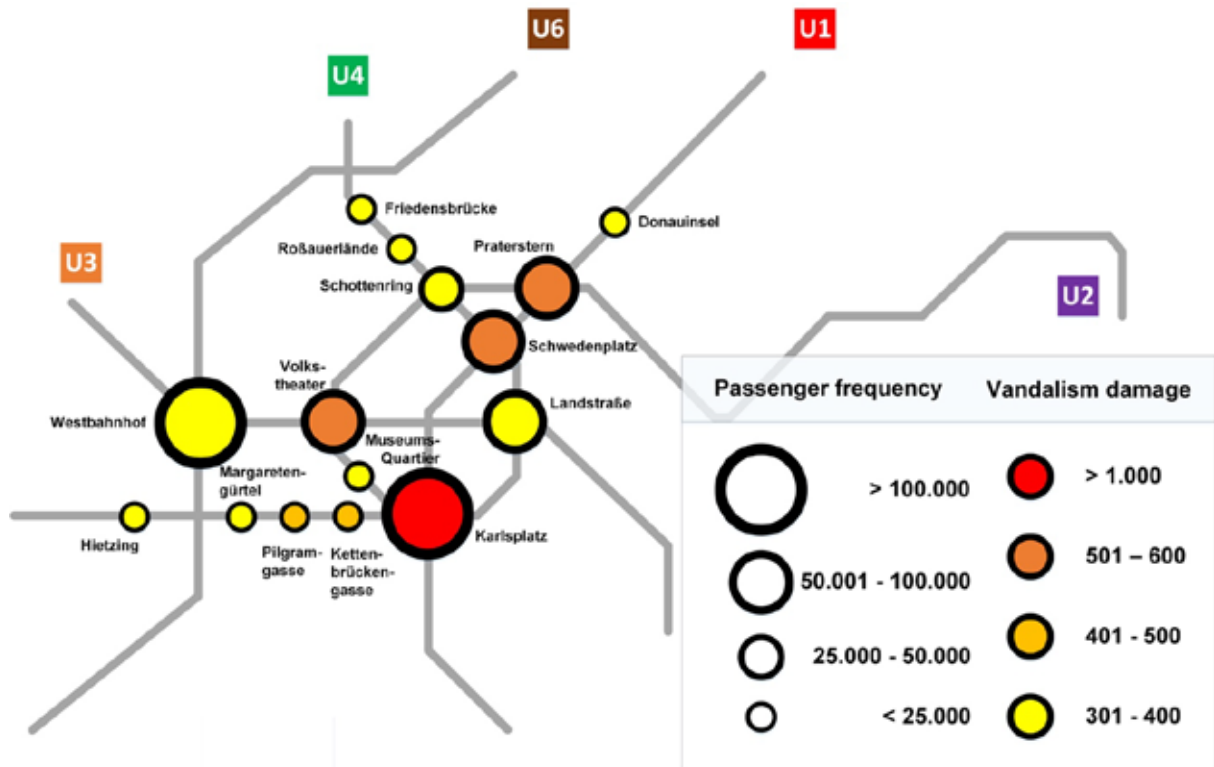 U6
U1
U4
Friedensbrücke
Donauinsel
Roßauerlände
Praterstern
U3
Schottenring
U2
Schwedenplatz
Volks-
theater
Passenger frequency
Vandalism damage
Westbahnhof
Landstraße
Museums-
Quartier
Margareten-
gürtel
> 100.000
> 1.000
Hietzing
Pilgram-
gasse
Ketten-
brücken-
gasse
Karlsplatz
50.001 - 100.000
501 – 600
25.000 - 50.000
401 - 500
< 25.000
301 - 400